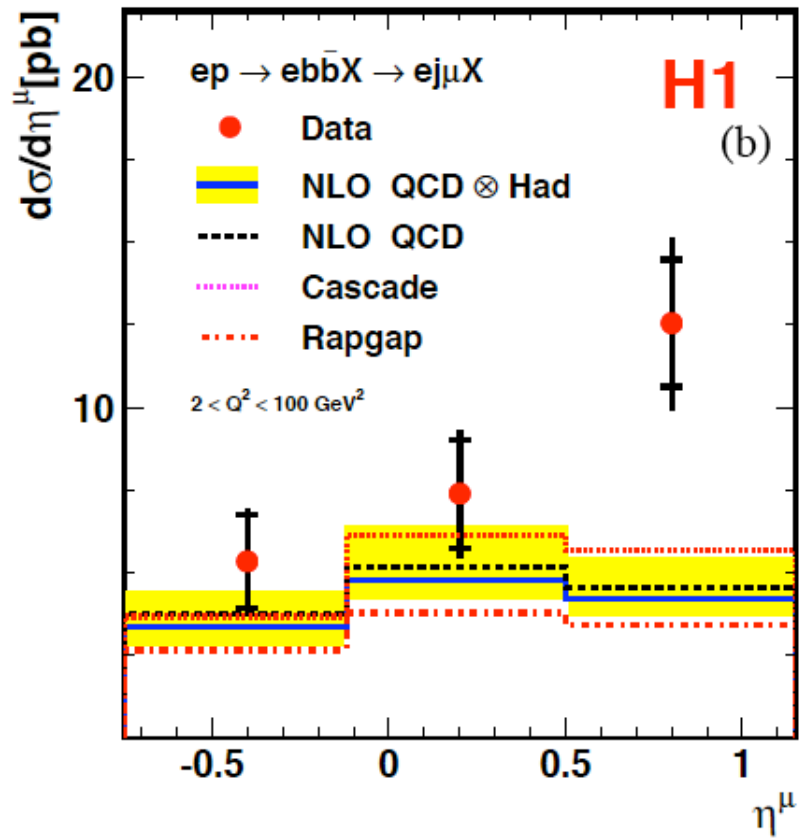 dσ/dη^μ[pb]
20
10
ep → ebb̄X → ejμX
H1
(b)
Data
NLO QCD ⊗ Had
NLO QCD
Cascade
Rapgap
2 < Q² < 100 GeV²
-0.5 0 0.5 1
η^μ